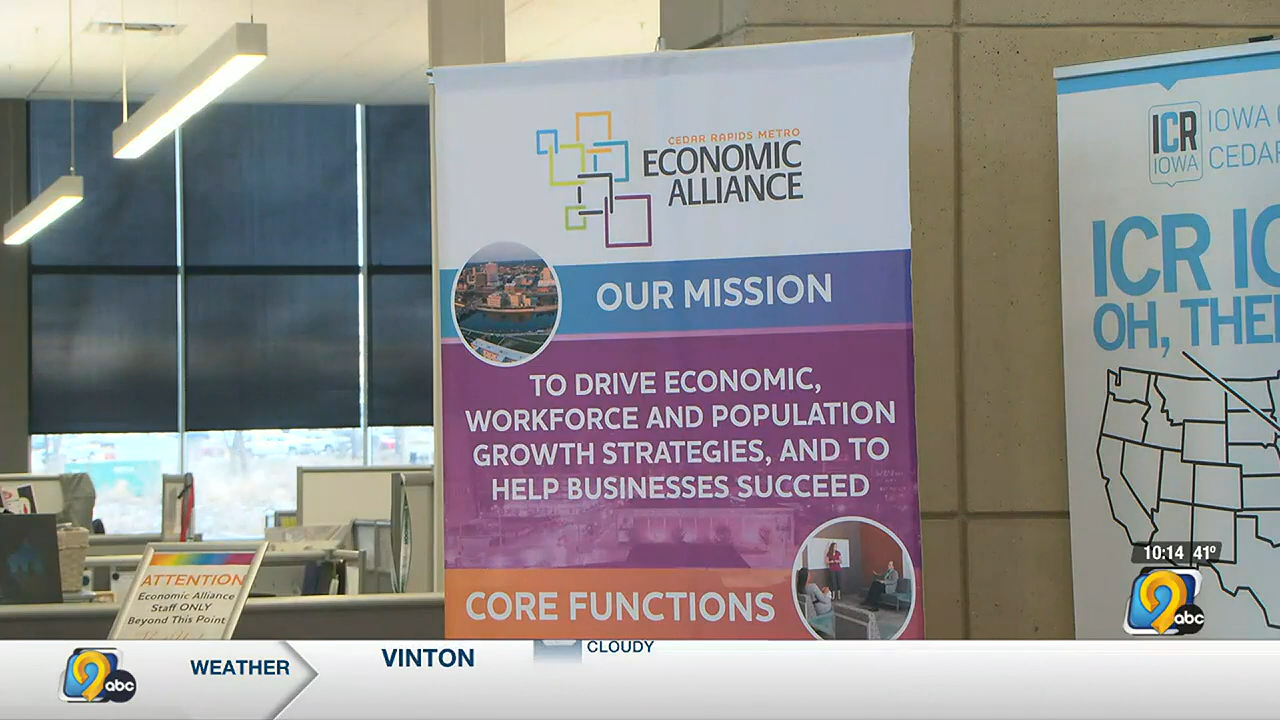 CEDAR RAPIDS METRO
ECONOMIC
ALLIANCE
OUR MISSION
TO DRIVE ECONOMIC,
WORKFORCE AND POPULATION
GROWTH STRATEGIES, AND TO
HELP BUSINESSES SUCCEED
CORE FUNCTIONS
ICR
IOWA
IOWA
CEDAR
ICR
OH,
ATTENTION
Economic Alliance
Staff ONLY
Beyond This Point
10:14 41°
9 abc
9 abc
WEATHER
VINTON
CLOUDY